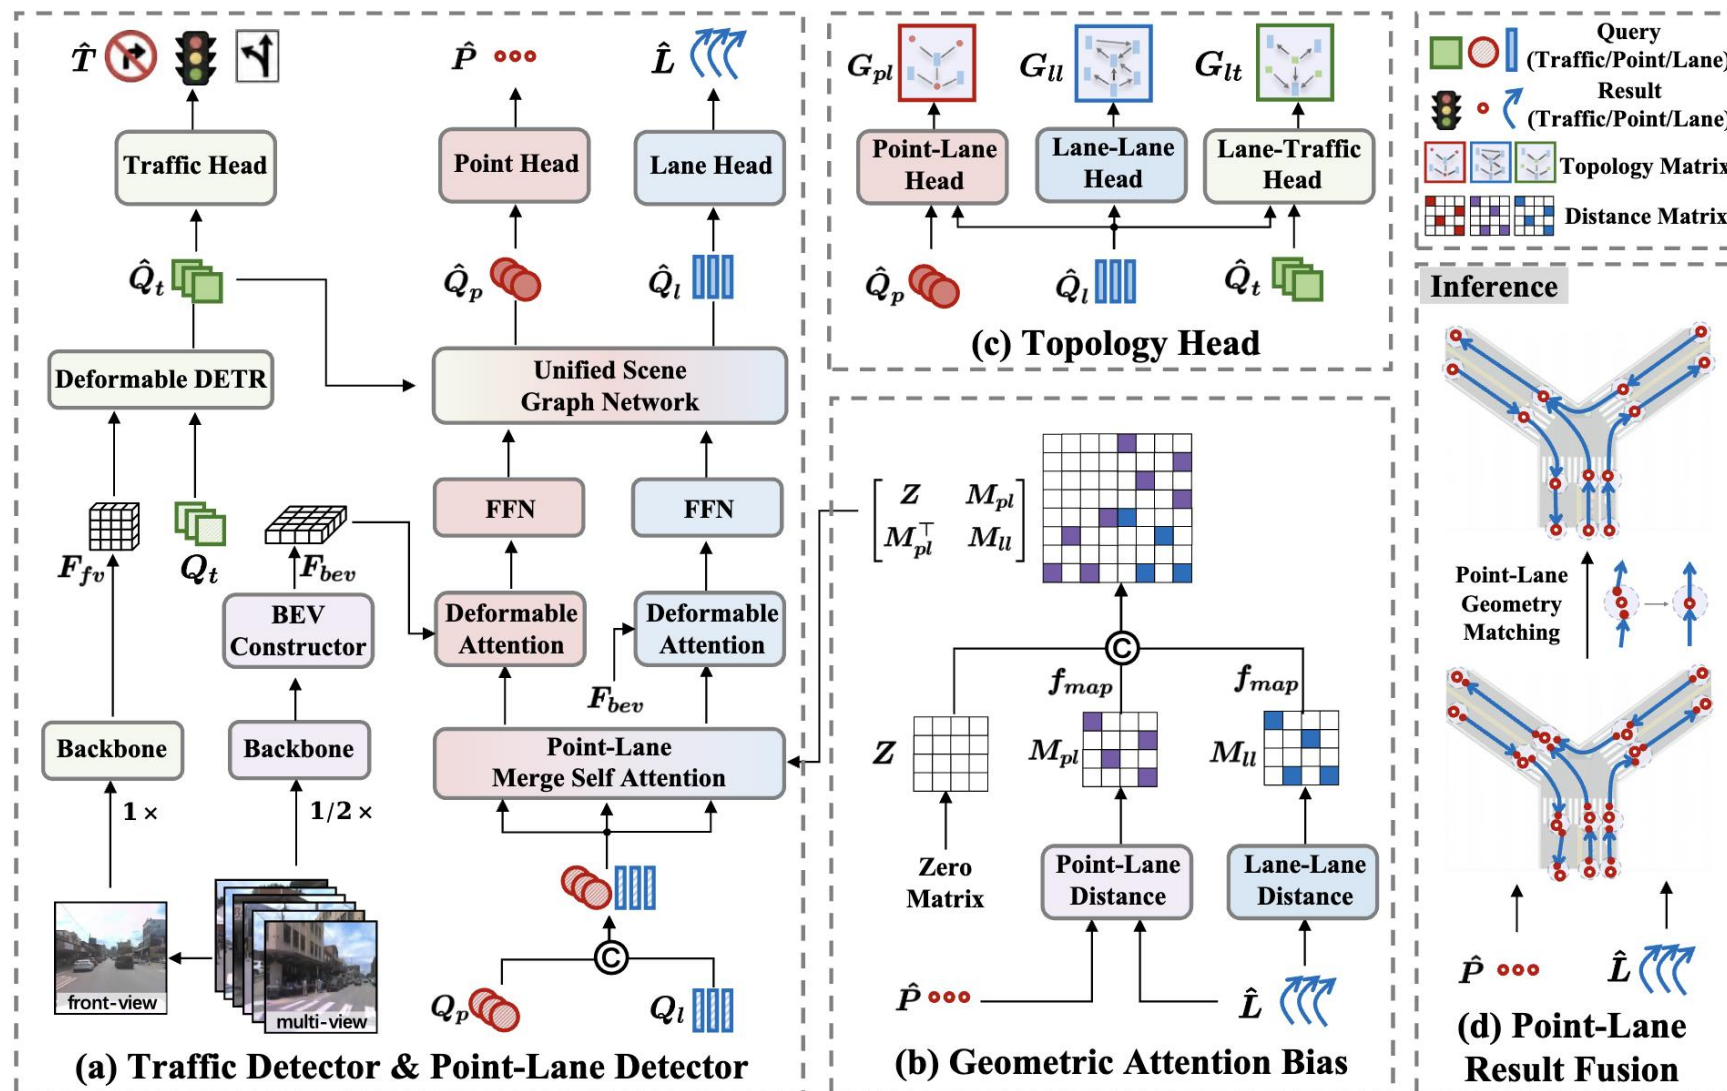 T̂
P̂
L̂
Traffic Head
Point Head
Lane Head
Q̂_t
Q̂_p
Q̂_l
Deformable DETR
Unified Scene
Graph Network
FFN
FFN
F_fv
Q_t
F_bev
BEV
Constructor
Deformable
Attention
Deformable
Attention
F_bev
Backbone
Backbone
Point-Lane
Merge Self Attention
1 ×
1/2 ×
front-view
multi-view
C
Q_p
Q_l
(a) Traffic Detector & Point-Lane Detector
G_pl
G_ll
G_lt
Point-Lane
Head
Lane-Lane
Head
Lane-Traffic
Head
Q̂_p
Q̂_l
Q̂_t
(c) Topology Head
Z M_pl
M_pl^⊤ M_ll
C
f_map
f_map
Z
M_pl
M_ll
Zero
Matrix
Point-Lane
Distance
Lane-Lane
Distance
P̂
L̂
(b) Geometric Attention Bias
Query
(Traffic/Point/Lane)
Result
(Traffic/Point/Lane)
Topology Matrix
Distance Matrix
Inference
Point-Lane
Geometry
Matching
P̂
L̂
(d) Point-Lane
Result Fusion